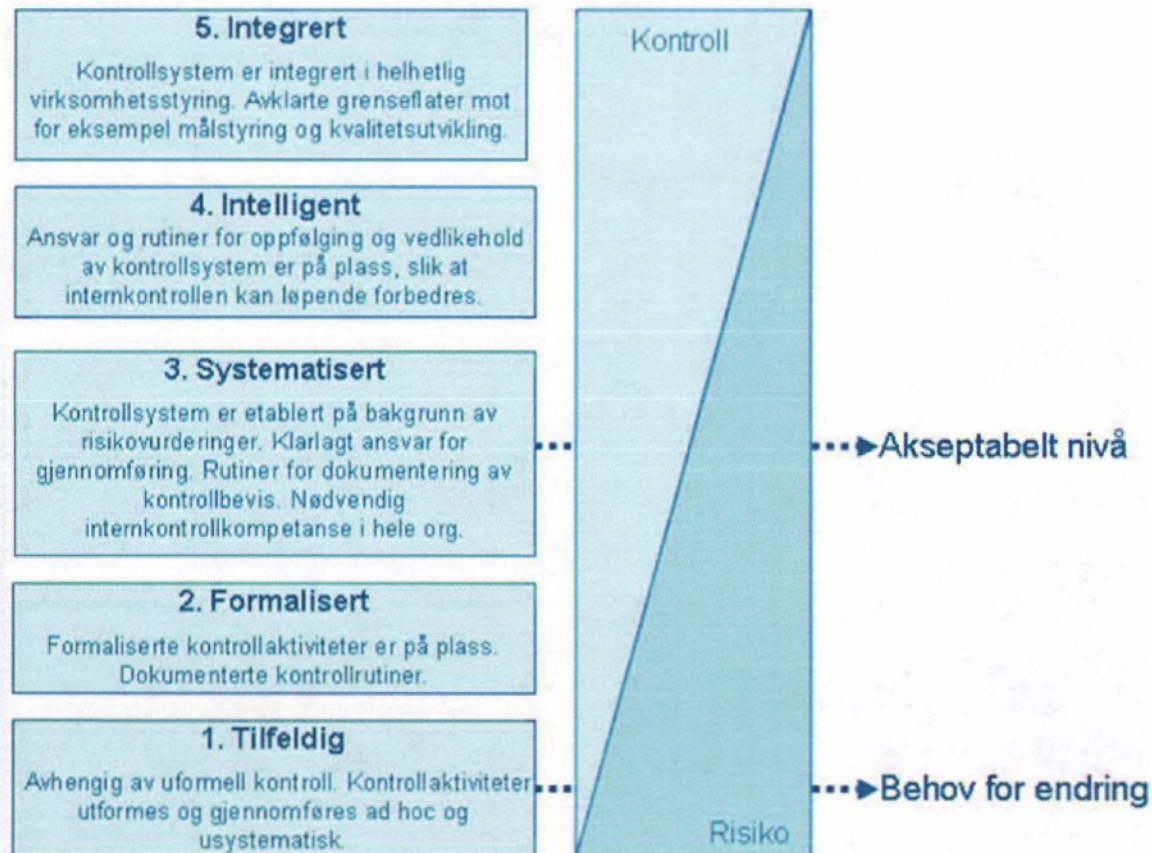 5. Integrert
Kontrollsystem er integrert i helhetlig
virksomhetsstyring. Avklarte grenseflater mot
for eksempel målstyring og kvalitetsutvikling.
4. Intelligent
Ansvar og rutiner for oppfølging og vedlikehold
av kontrollsystem er på plass, slik at
internkontrollen kan løpende forbedres.
3. Systematisert
Kontrollsystem er etablert på bakgrunn av
risikovurderinger. Klarlagt ansvar for
gjennomføring. Rutiner for dokumentering av
kontrollbevis. Nødvendig
internkontrollkompetanse i hele org.
2. Formalisert
Formaliserte kontrollaktiviteter er på plass.
Dokumenterte kontrollrutiner.
1. Tilfeldig
Avhengig av uformell kontroll. Kontrollaktiviteter
utformes og gjennomføres ad hoc og
usystematisk.
Kontroll
Risiko
Akseptabelt nivå
Behov for endring